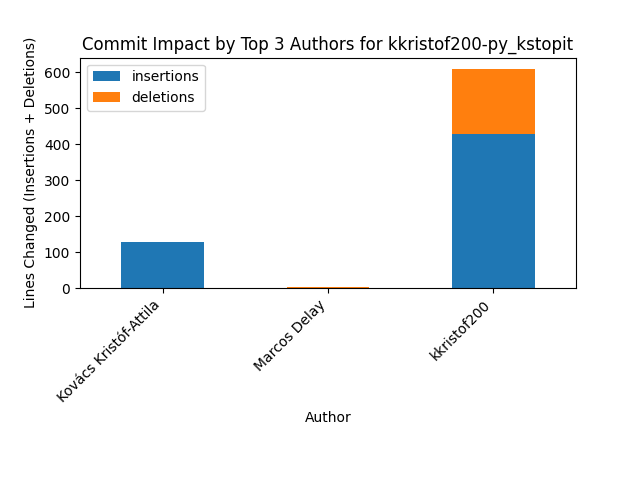 Commit Impact by Top 3 Authors for kkristof200-py_kstopit
Lines Changed (Insertions + Deletions)
600
500
400
300
200
100
0
insertions
deletions
Kovács Kristóf-Attila
Marcos Delay
kkristof200
Author